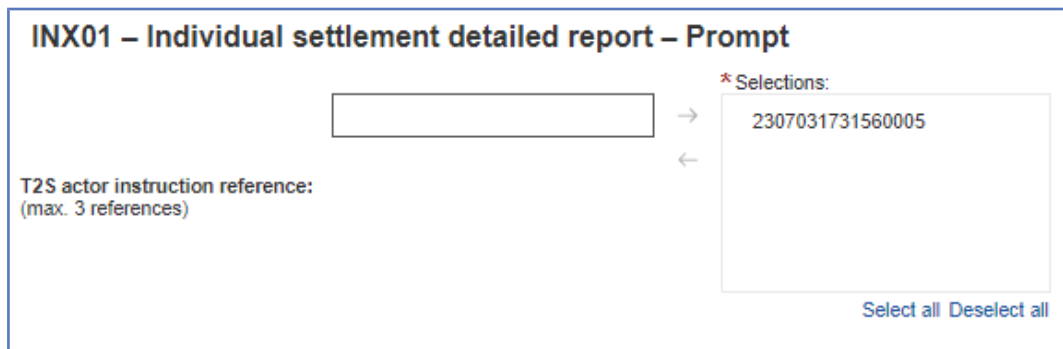 INX01 – Individual settlement detailed report – Prompt
* Selections:
2307031731560005
T2S actor instruction reference:
(max. 3 references)
Select all Deselect all